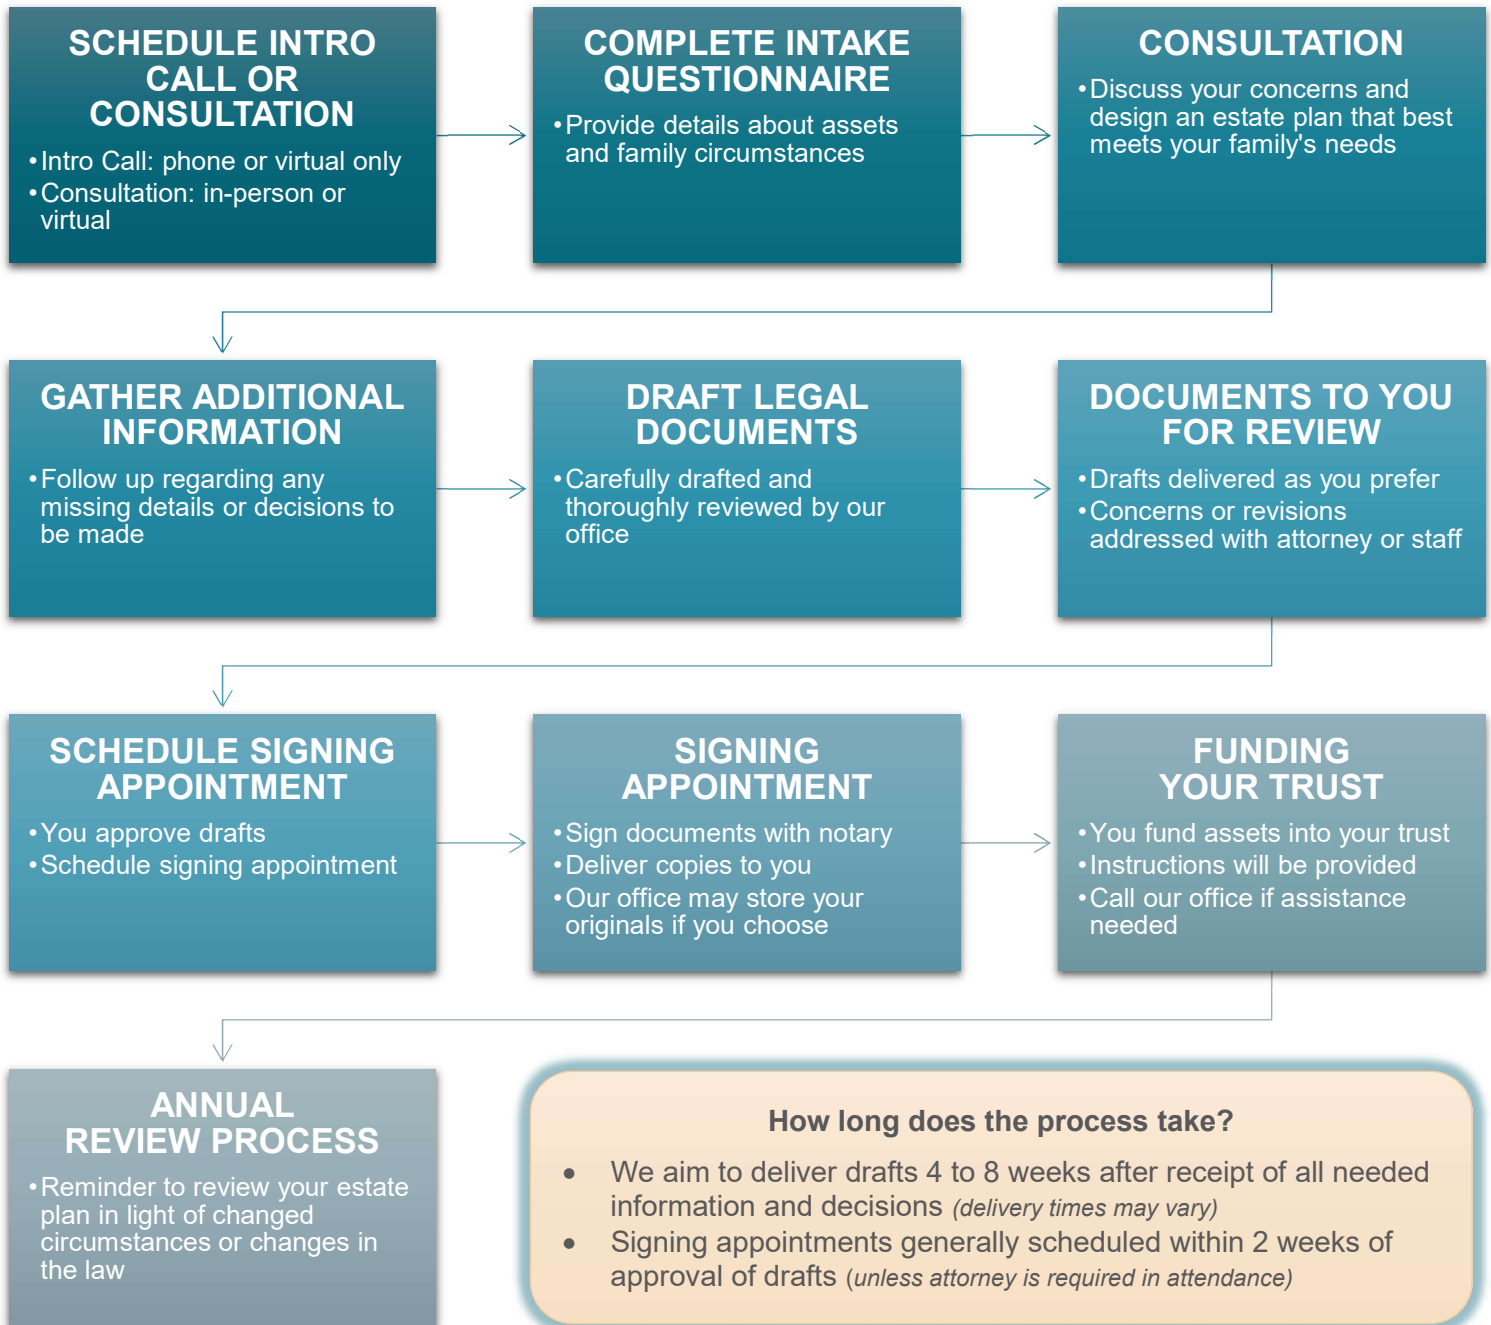 SCHEDULE INTRO
CALL OR
CONSULTATION
• Intro Call: phone or virtual only
• Consultation: in-person or
virtual
COMPLETE INTAKE
QUESTIONNAIRE
• Provide details about assets
and family circumstances
CONSULTATION
• Discuss your concerns and
design an estate plan that best
meets your family's needs
GATHER ADDITIONAL
INFORMATION
• Follow up regarding any
missing details or decisions to
be made
DRAFT LEGAL
DOCUMENTS
• Carefully drafted and
thoroughly reviewed by our
office
DOCUMENTS TO YOU
FOR REVIEW
• Drafts delivered as you prefer
• Concerns or revisions
addressed with attorney or staff
SCHEDULE SIGNING
APPOINTMENT
• You approve drafts
• Schedule signing appointment
SIGNING
APPOINTMENT
• Sign documents with notary
• Deliver copies to you
• Our office may store your
originals if you choose
FUNDING
YOUR TRUST
• You fund assets into your trust
• Instructions will be provided
• Call our office if assistance
needed
ANNUAL
REVIEW PROCESS
• Reminder to review your estate
plan in light of changed
circumstances or changes in
the law
How long does the process take?
• We aim to deliver drafts 4 to 8 weeks after receipt of all needed
information and decisions (delivery times may vary)
• Signing appointments generally scheduled within 2 weeks of
approval of drafts (unless attorney is required in attendance)